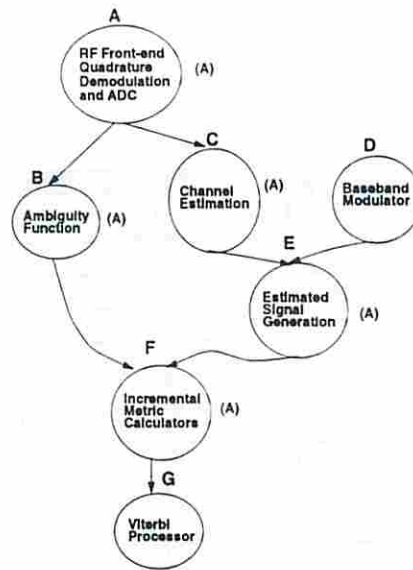 A
RF Front-end
Quadrature
Demodulation
and ADC
(A)
B
Ambiguity
Function
(A)
C
Channel
Estimation
(A)
D
Baseband
Modulator
E
Estimated
Signal
Generation
(A)
F
Incremental
Metric
Calculators
(A)
G
Viterbi
Processor